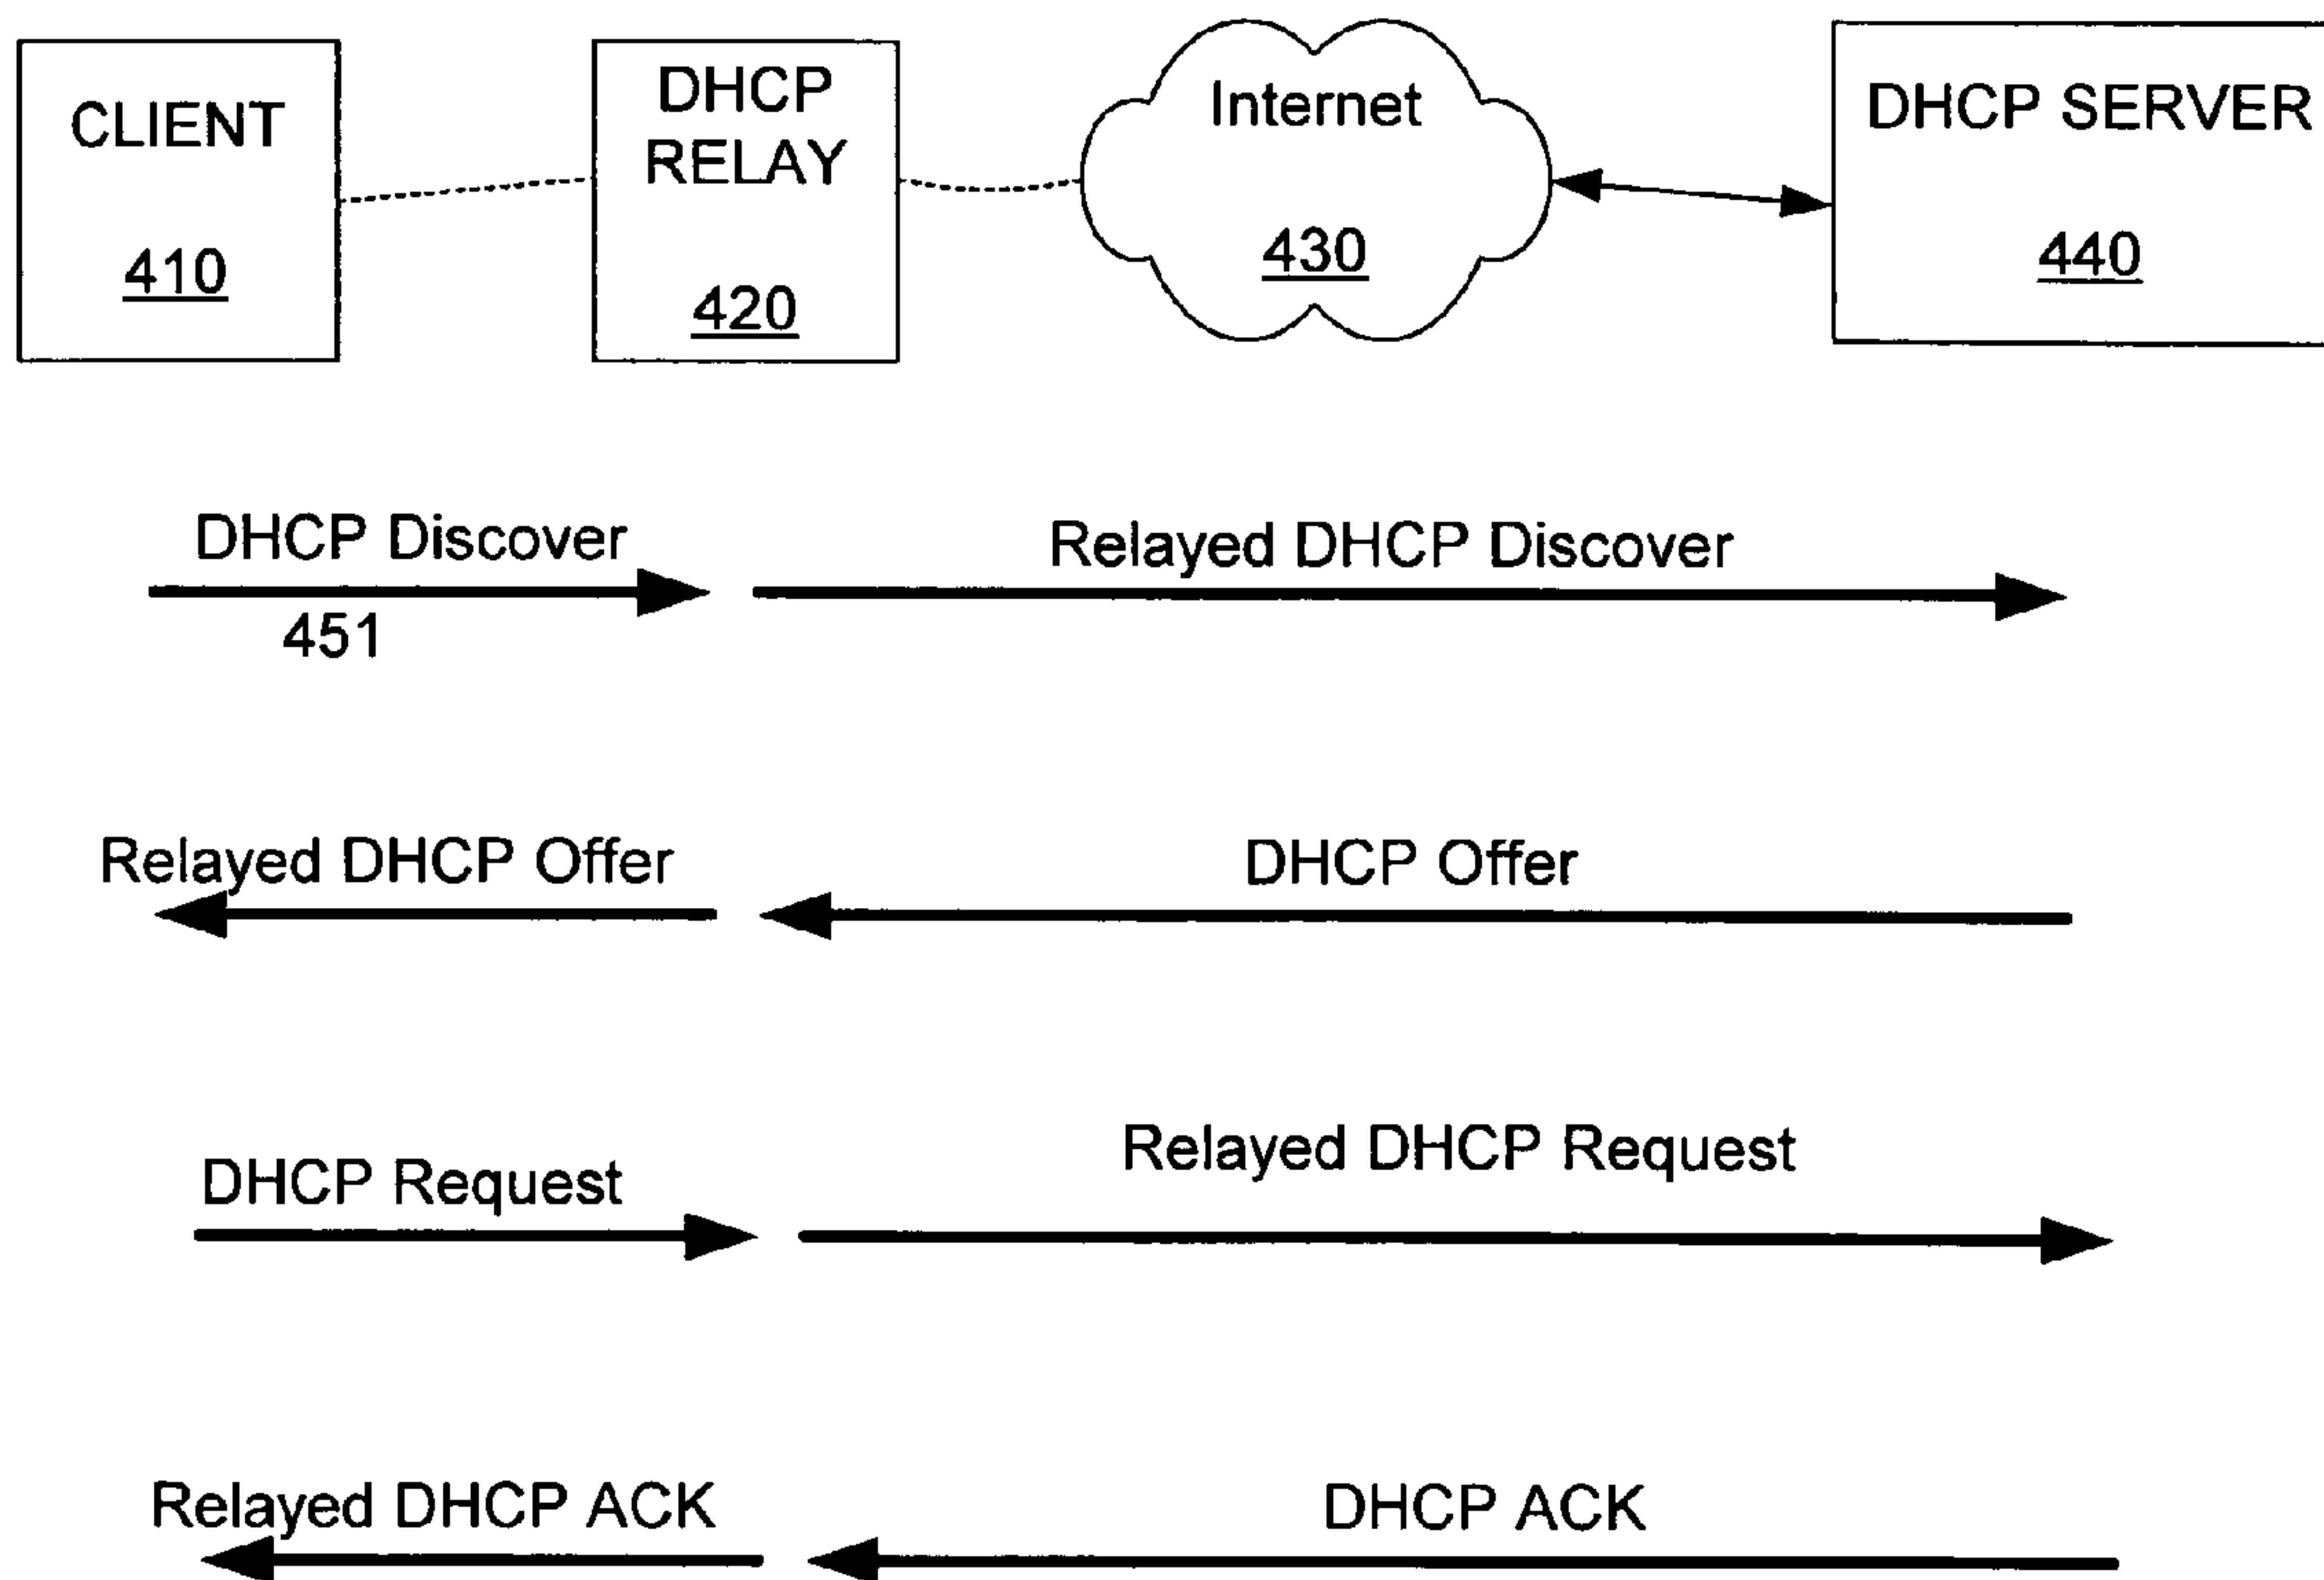 CLIENT
410
DHCP
RELAY
420
Internet
430
DHCP SERVER
440
DHCP Discover
451
Relayed DHCP Discover
Relayed DHCP Offer
DHCP Offer
DHCP Request
Relayed DHCP Request
Relayed DHCP ACK
DHCP ACK